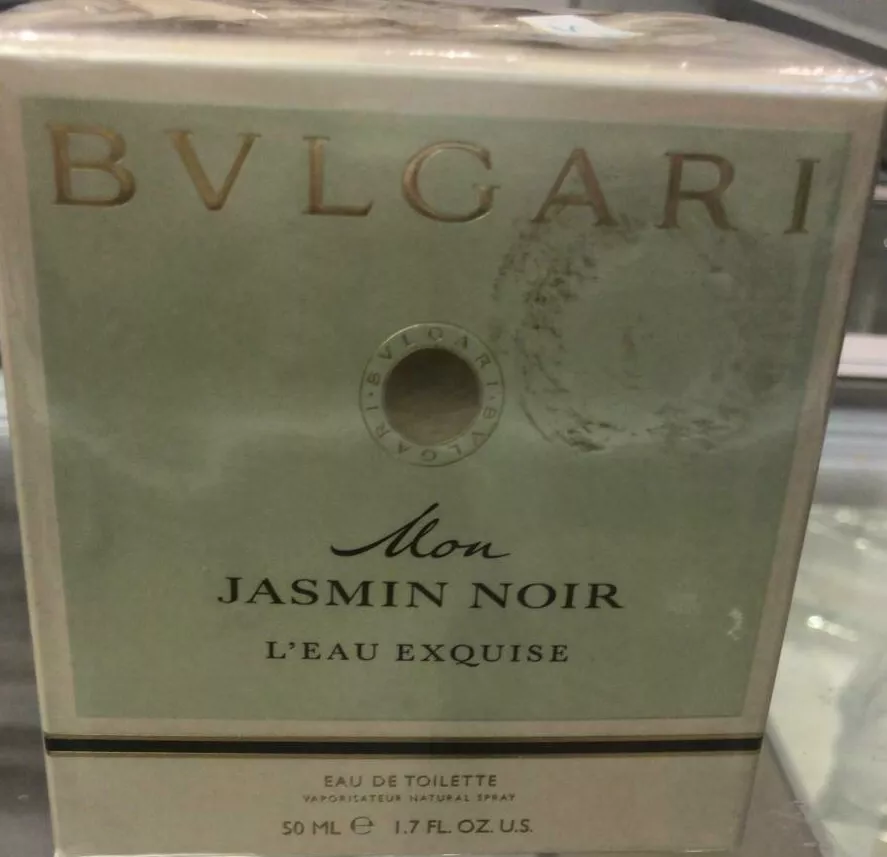 BVLGARI
BVLGARI · BVLGARI ·
Mon
JASMIN NOIR
L'EAU EXQUISE
EAU DE TOILETTE
VAPORISATEUR NATURAL SPRAY
50 ML ℮ 1.7 FL. OZ. U.S.